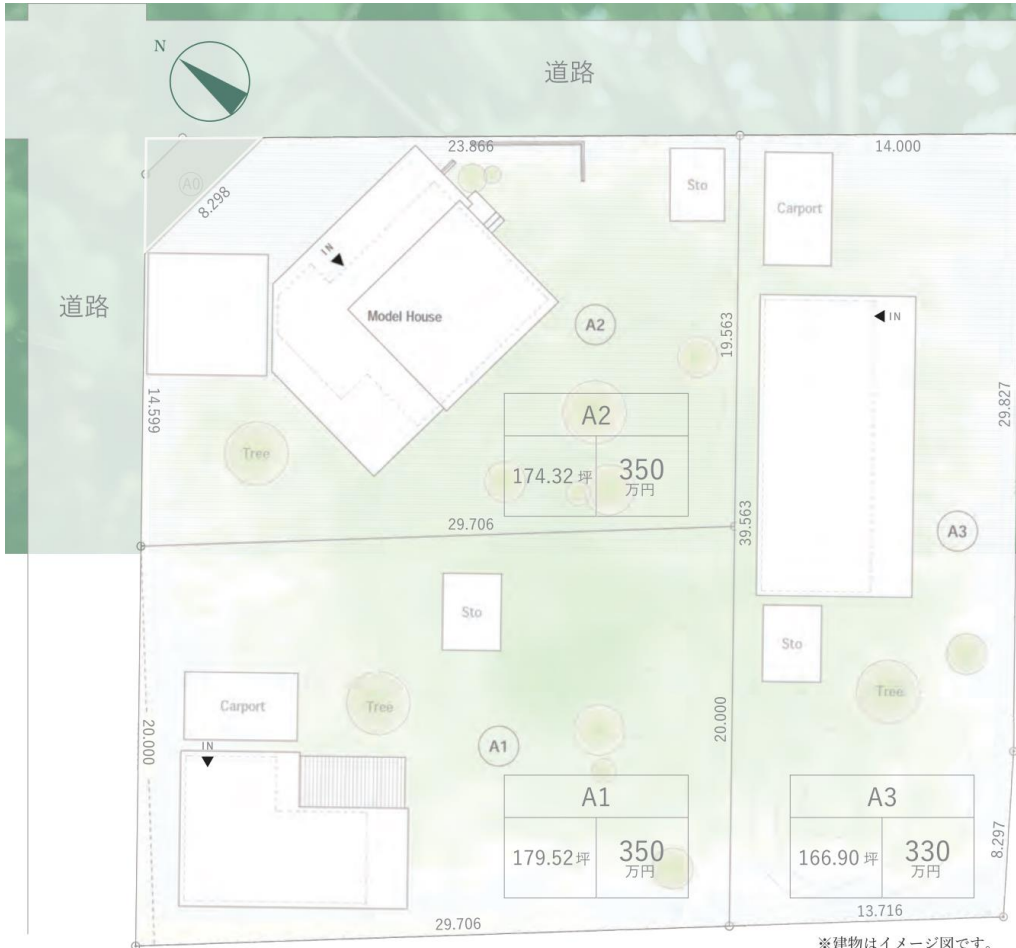 N
道路
道路
A0
8.298
23.866
14.000
Sto
Carport
IN
Model House
A2
19.563
IN
29.827
14.599
Tree
A2
174.32 坪
350
万円
29.706
39.563
A3
Sto
Sto
Carport
Tree
Tree
20.000
IN
A1
20.000
A1
179.52 坪
350
万円
A3
166.90 坪
330
万円
8.297
29.706
13.716
※建物はイメージ図です。